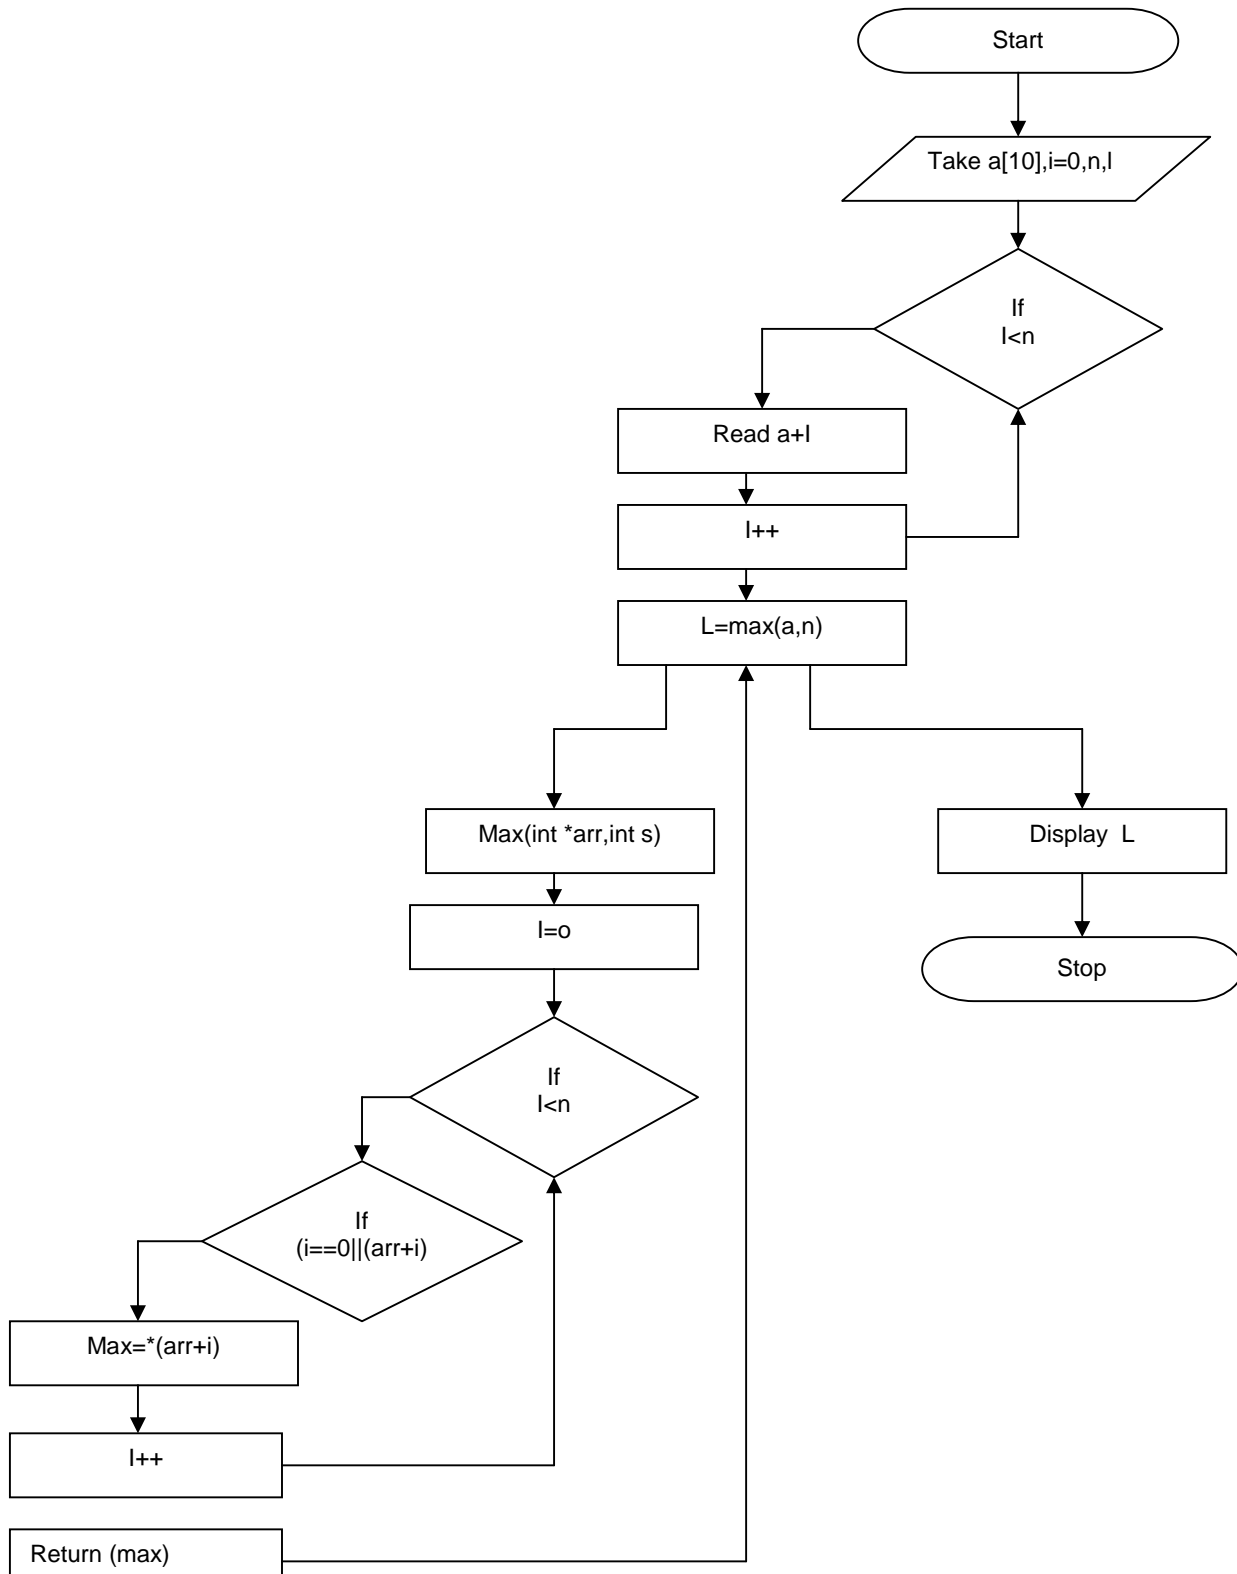 Start
Take a[10],i=0,n,l
If
I<n
Read a+I
I++
L=max(a,n)
Max(int *arr,int s)
Display L
I=o
Stop
If
I<n
If
(i==0||(arr+i)
Max=*(arr+i)
I++
Return (max)